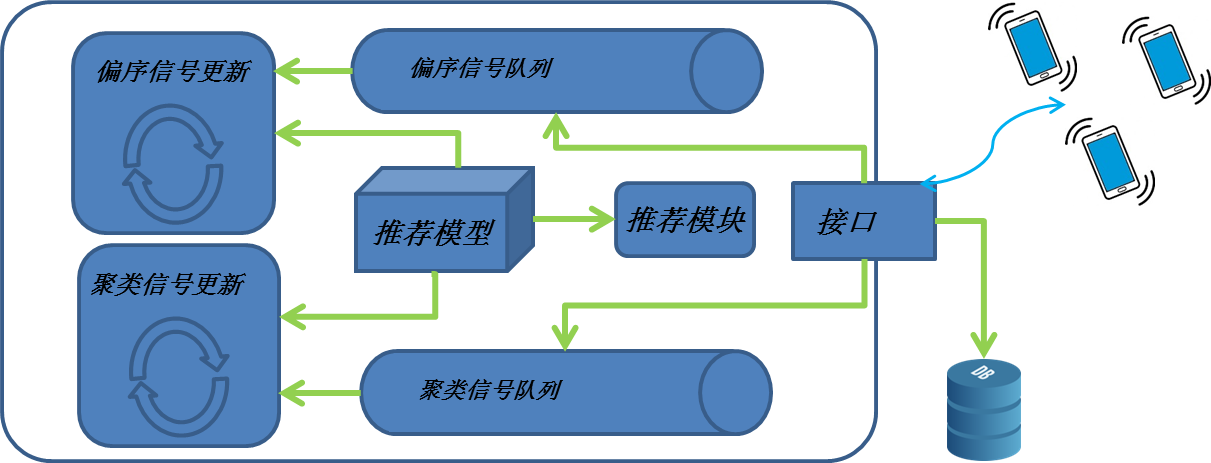 偏序信号更新
偏序信号队列
推荐模型
推荐模块
接口
聚类信号更新
聚类信号队列
DB